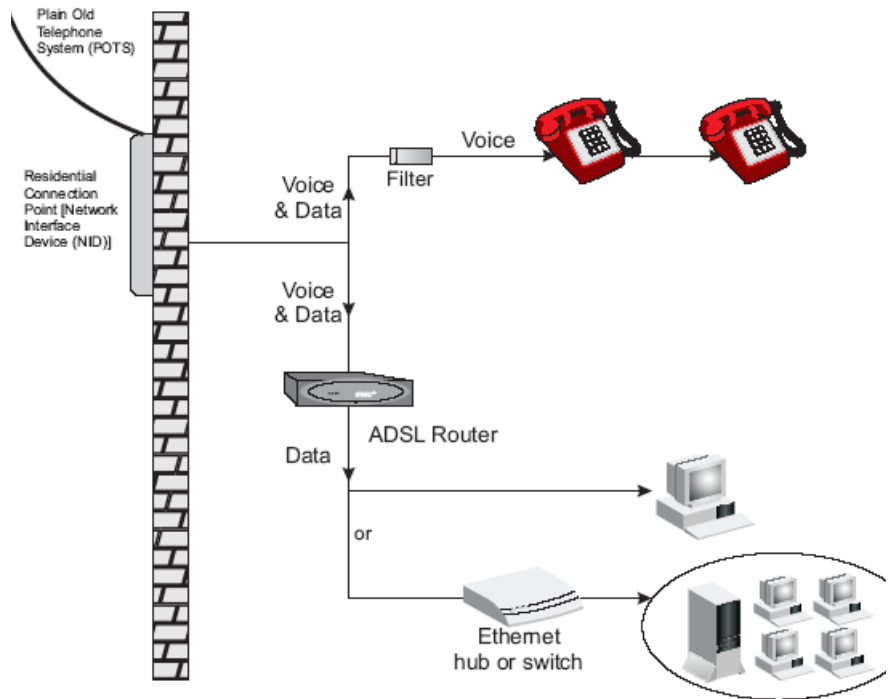 Plain Old
Telephone
System (POTS)
Residential
Connection
Point [Network
Interface
Device (NID)]
Voice
& Data
Filter
Voice
Voice
& Data
ADSL Router
Data
or
Ethernet
hub or switch